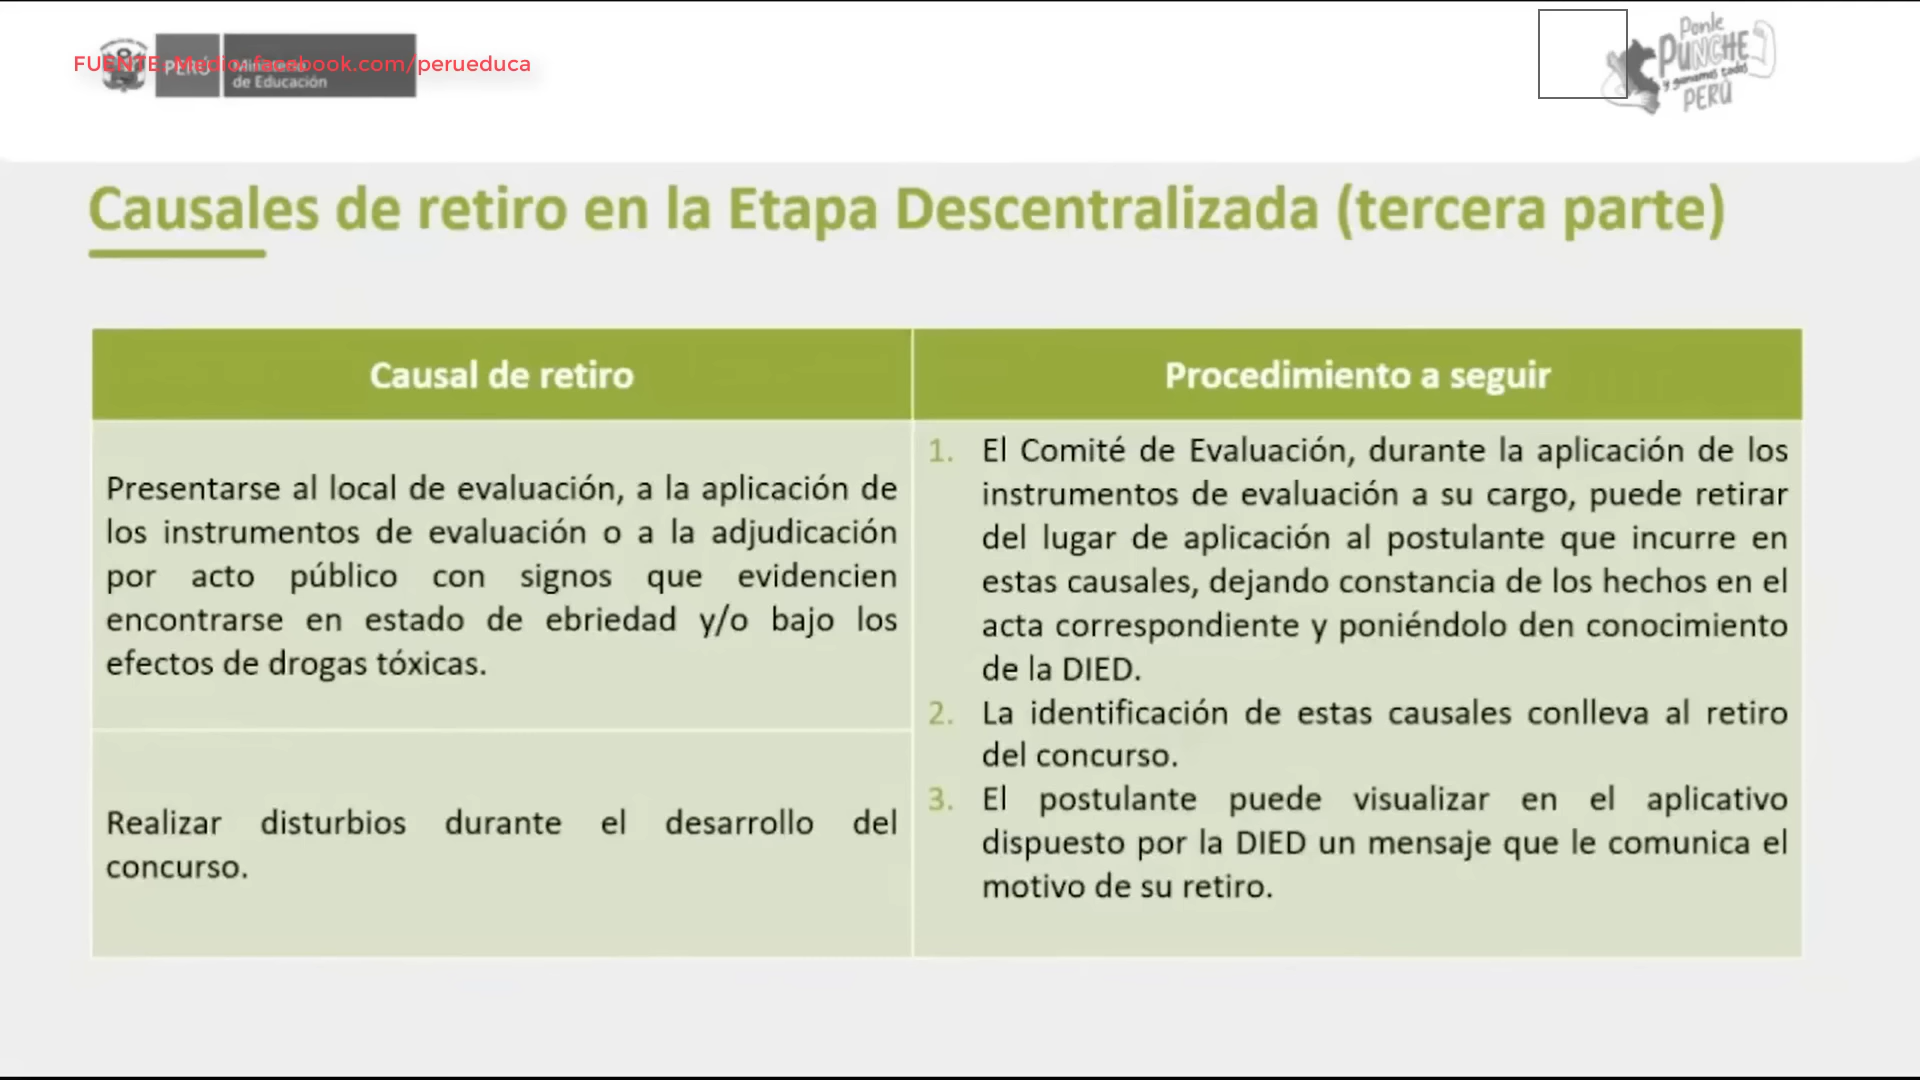 FUENTE: Medio: facebook.com/perueduca
PERÚ
Ministerio
de Educación
Ponle
PUNCHE
y ganamos todos
PERÚ
Causales de retiro en la Etapa Descentralizada (tercera parte)
Causal de retiro
Presentarse al local de evaluación, a la aplicación de
los instrumentos de evaluación o a la adjudicación
por acto público con signos que evidencien
encontrarse en estado de ebriedad y/o bajo los
efectos de drogas tóxicas.
Realizar disturbios durante el desarrollo del
concurso.
Procedimiento a seguir
1. El Comité de Evaluación, durante la aplicación de los
instrumentos de evaluación a su cargo, puede retirar
del lugar de aplicación al postulante que incurre en
estas causales, dejando constancia de los hechos en el
acta correspondiente y poniéndolo den conocimiento
de la DIED.
2. La identificación de estas causales conlleva al retiro
del concurso.
3. El postulante puede visualizar en el aplicativo
dispuesto por la DIED un mensaje que le comunica el
motivo de su retiro.